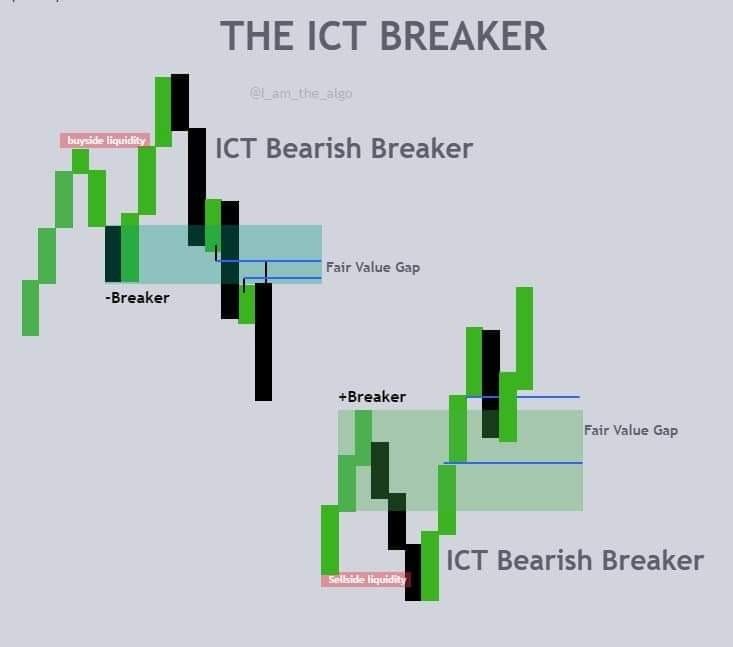 THE ICT BREAKER
@I_am_the_algo
buyside liquidity
ICT Bearish Breaker
Fair Value Gap
-Breaker
+Breaker
Fair Value Gap
ICT Bearish Breaker
Sellside liquidity